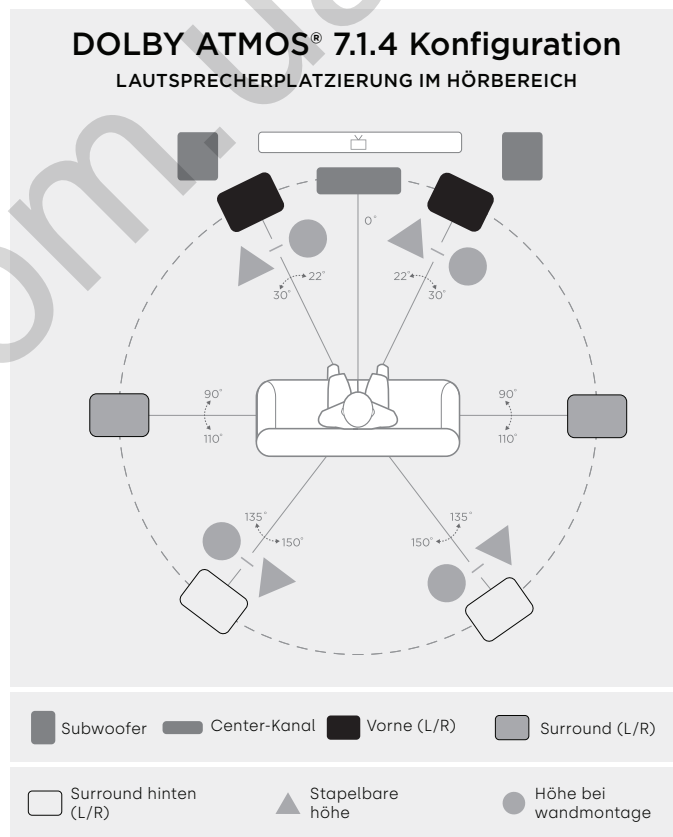 DOLBY ATMOS® 7.1.4 Konfiguration
LAUTSPRECHERPLATZIERUNG IM HÖRBEREICH
0°
22° 22°
30° 30°
90° 90°
110° 110°
135° 135°
150° 150°
Subwoofer Center-Kanal Vorne (L/R) Surround (L/R)
Surround hinten Stapelbare Höhe bei
(L/R) höhe wandmontage
om.u